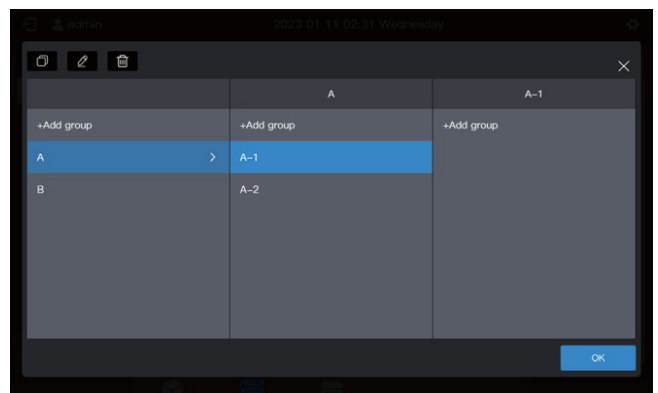 admin 2023 01 11 02:31 Wednesday
A A-1
+Add group +Add group +Add group
A > A-1
B A-2
OK